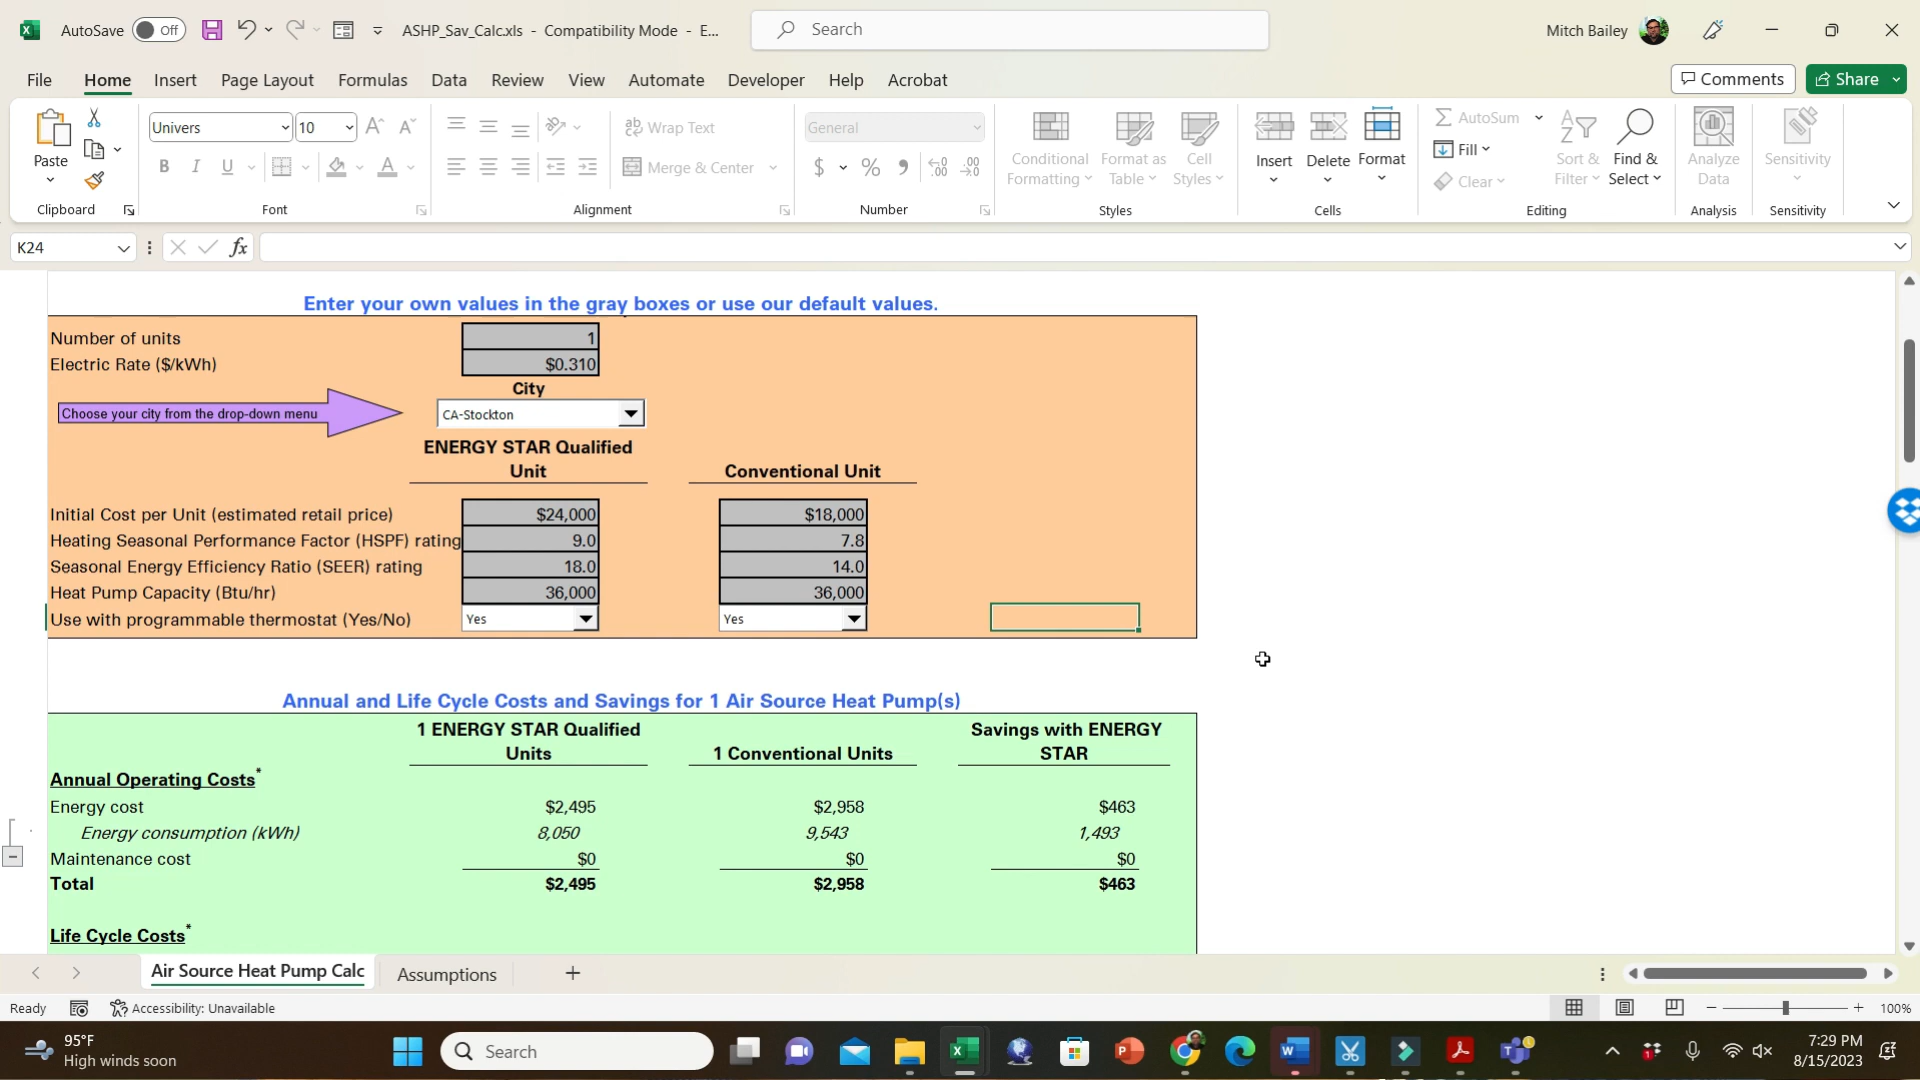 AutoSave Off ASHP_Sav_Calc.xls - Compatibility Mode - E... Search Mitch Bailey
File Home Insert Page Layout Formulas Data Review View Automate Developer Help Acrobat Comments Share
Univers 10 Wrap Text General AutoSum
Paste Conditional Formatting Format as Table Cell Styles Insert Delete Format Fill Sort & Filter Find & Select Analyze Data Sensitivity
B I U A Merge & Center $ % Clear
Clipboard Font Alignment Number Styles Cells Editing Analysis Sensitivity
K24 fx
Enter your own values in the gray boxes or use our default values.
Number of units 1
Electric Rate ($/kWh) $0.310
City
Choose your city from the drop-down menu CA-Stockton
ENERGY STAR Qualified
Unit Conventional Unit
Initial Cost per Unit (estimated retail price) $24,000 $18,000
Heating Seasonal Performance Factor (HSPF) rating 9.0 7.8
Seasonal Energy Efficiency Ratio (SEER) rating 18.0 14.0
Heat Pump Capacity (Btu/hr) 36,000 36,000
Use with programmable thermostat (Yes/No) Yes Yes
Annual and Life Cycle Costs and Savings for 1 Air Source Heat Pump(s)
1 ENERGY STAR Qualified Savings with ENERGY
Units 1 Conventional Units STAR
Annual Operating Costs*
Energy cost $2,495 $2,958 $463
Energy consumption (kWh) 8,050 9,543 1,493
Maintenance cost $0 $0 $0
Total $2,495 $2,958 $463
Life Cycle Costs*
Air Source Heat Pump Calc Assumptions
Ready Accessibility: Unavailable 100%
95°F
High winds soon
Search
7:29 PM
8/15/2023